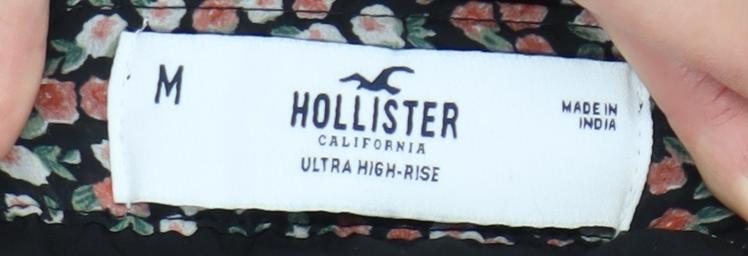 M
HOLLISTER
CALIFORNIA
ULTRA HIGH-RISE
MADE IN
INDIA